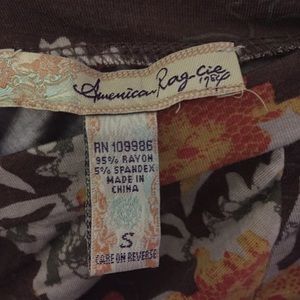 American Rag-Cie
1984
RN 109986
95% RAYON
5% SPANDEX
MADE IN
CHINA
S
CARE ON REVERSE